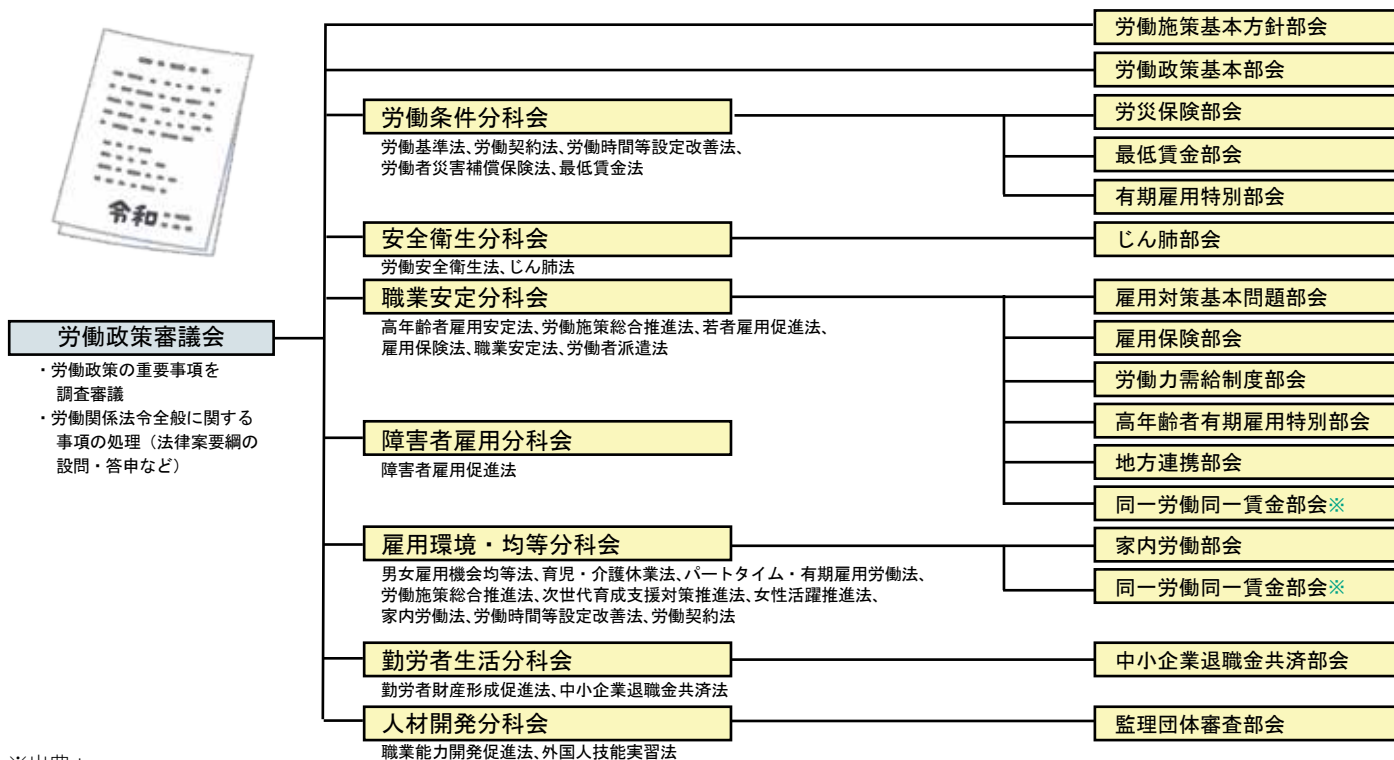 労働施策基本方針部会
労働政策基本部会
労働条件分科会
労働基準法、労働契約法、労働時間等設定改善法、
労働者災害補償保険法、最低賃金法
労災保険部会
最低賃金部会
有期雇用特別部会
令和
安全衛生分科会
労働安全衛生法、じん肺法
じん肺部会
職業安定分科会
高年齢者雇用安定法、労働施策総合推進法、若者雇用促進法、
雇用保険法、職業安定法、労働者派遣法
雇用対策基本問題部会
雇用保険部会
労働力需給制度部会
高年齢者有期雇用特別部会
地方連携部会
同一労働同一賃金部会※
労働政策審議会
・労働政策の重要事項を
調査審議
・労働関係法令全般に関する
事項の処理（法律案要綱の
設問・答申など）
障害者雇用分科会
障害者雇用促進法
雇用環境・均等分科会
男女雇用機会均等法、育児・介護休業法、パートタイム・有期雇用労働法、
労働施策総合推進法、次世代育成支援対策推進法、女性活躍推進法、
家内労働法、労働時間等設定改善法、労働契約法
家内労働部会
同一労働同一賃金部会※
勤労者生活分科会
勤労者財産形成促進法、中小企業退職金共済法
中小企業退職金共済部会
人材開発分科会
職業能力開発促進法、外国人技能実習法
監理団体審査部会